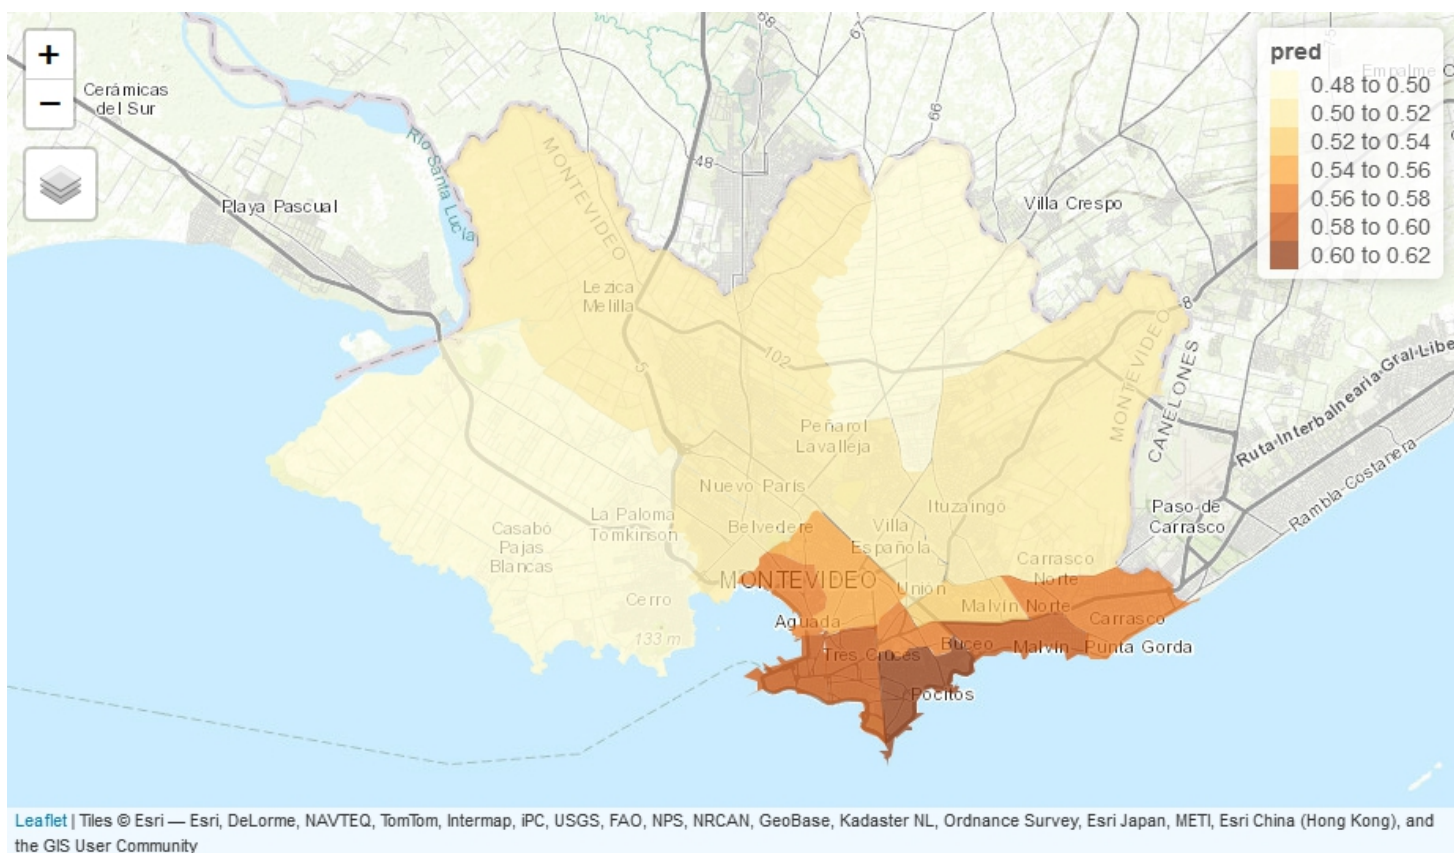 +
−
Cerámicas
del Sur
Playa Pascual
Río Santa Lucía
MONTEVIDEO
48
68
67
66
Villa Crespo
pred
0.48 to 0.50
0.50 to 0.52
0.52 to 0.54
0.54 to 0.56
0.56 to 0.58
0.58 to 0.60
0.60 to 0.62
Lezica
Melilla
5
102
8
MONTEVIDEO
CANELONES
Ruta-Interbalnearia-Gral-Libe
Rambla-Costanera
Peñarol
Lavalleja
Nuevo París
Ituzaingó
Paso de
Carrasco
La Paloma
Tomkinson
Casabó
Pajas
Blancas
Belvedere
Villa
Española
Carrasco
Norte
MONTEVIDEO
Unión
Cerro
133 m
Malvín Norte
Aguada
Carrasco
Tres Cruces
Buceo
Malvín
Punta Gorda
Pocitos
Leaflet | Tiles © Esri — Esri, DeLorme, NAVTEQ, TomTom, Intermap, iPC, USGS, FAO, NPS, NRCAN, GeoBase, Kadaster NL, Ordnance Survey, Esri Japan, METI, Esri China (Hong Kong), and
the GIS User Community